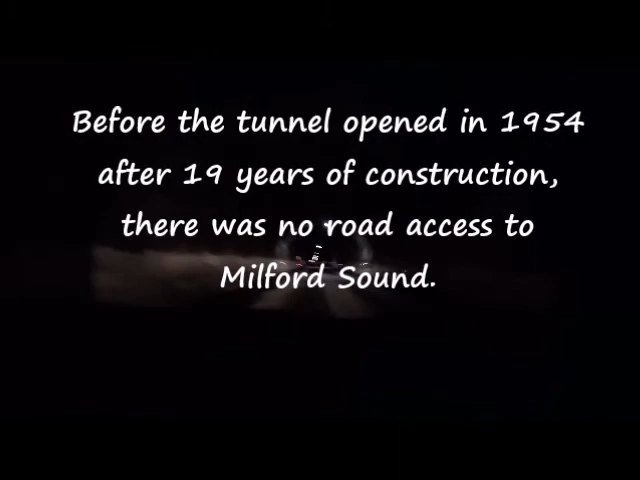 Before the tunnel opened in 1954
after 19 years of construction,
there was no road access to
Milford Sound.